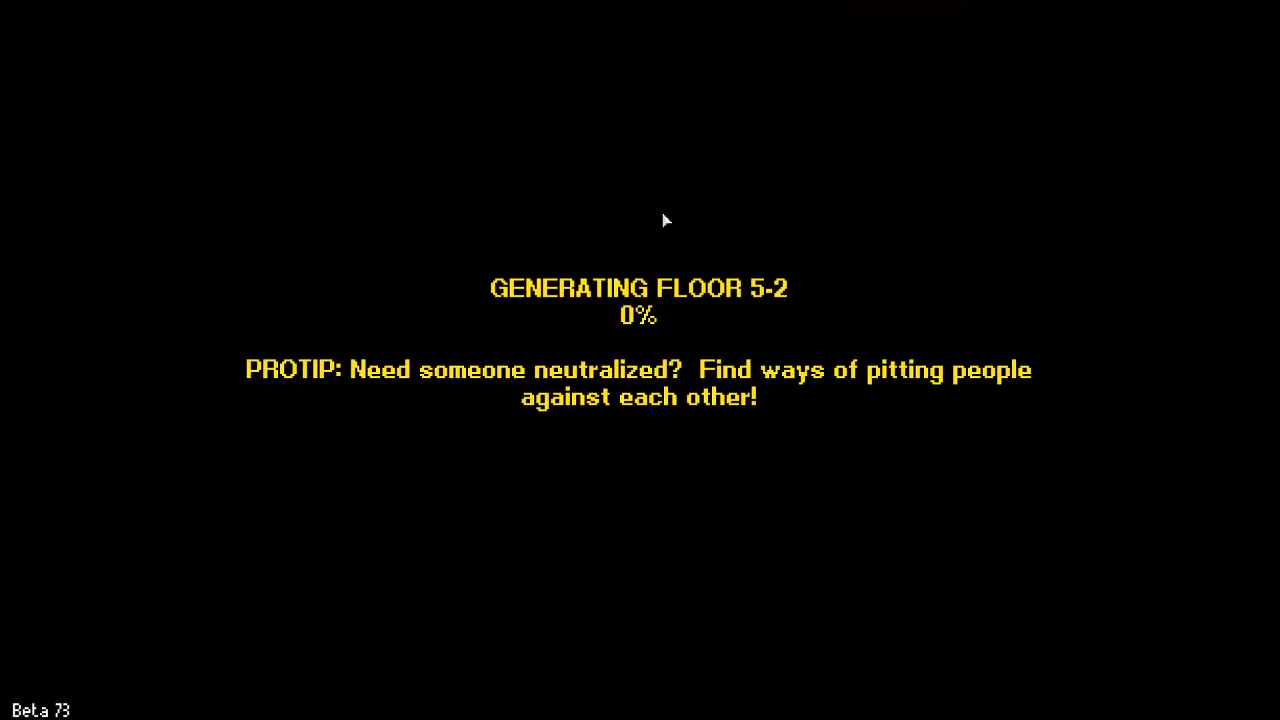 GENERATING FLOOR 5-2
0%
PROTIP: Need someone neutralized?  Find ways of pitting people
against each other!
Beta 73